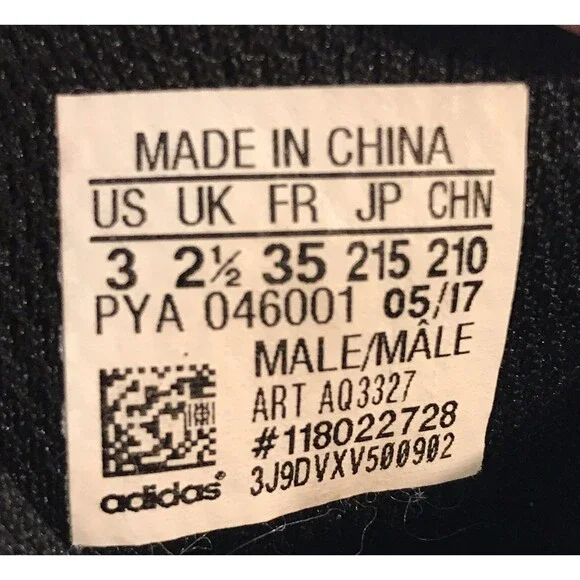 MADE IN CHINA
US UK FR JP CHN
3 2½ 35 215 210
PYA 046001 05/17
MALE/MÂLE
ART AQ3327
#118022728
3J9DVXV500902
adidas